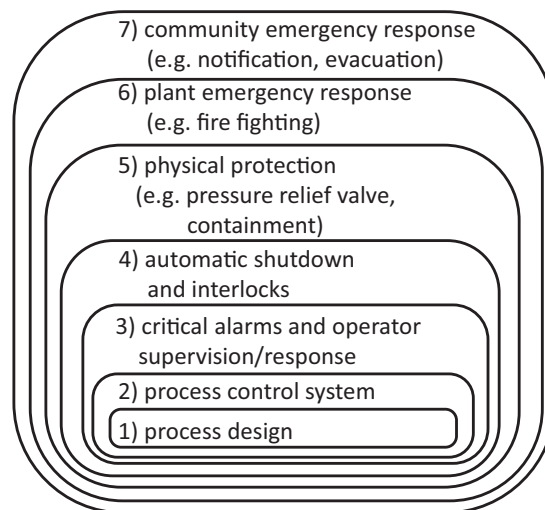 7) community emergency response
(e.g. notification, evacuation)
6) plant emergency response
(e.g. fire fighting)
5) physical protection
(e.g. pressure relief valve,
containment)
4) automatic shutdown
and interlocks
3) critical alarms and operator
supervision/response
2) process control system
1) process design